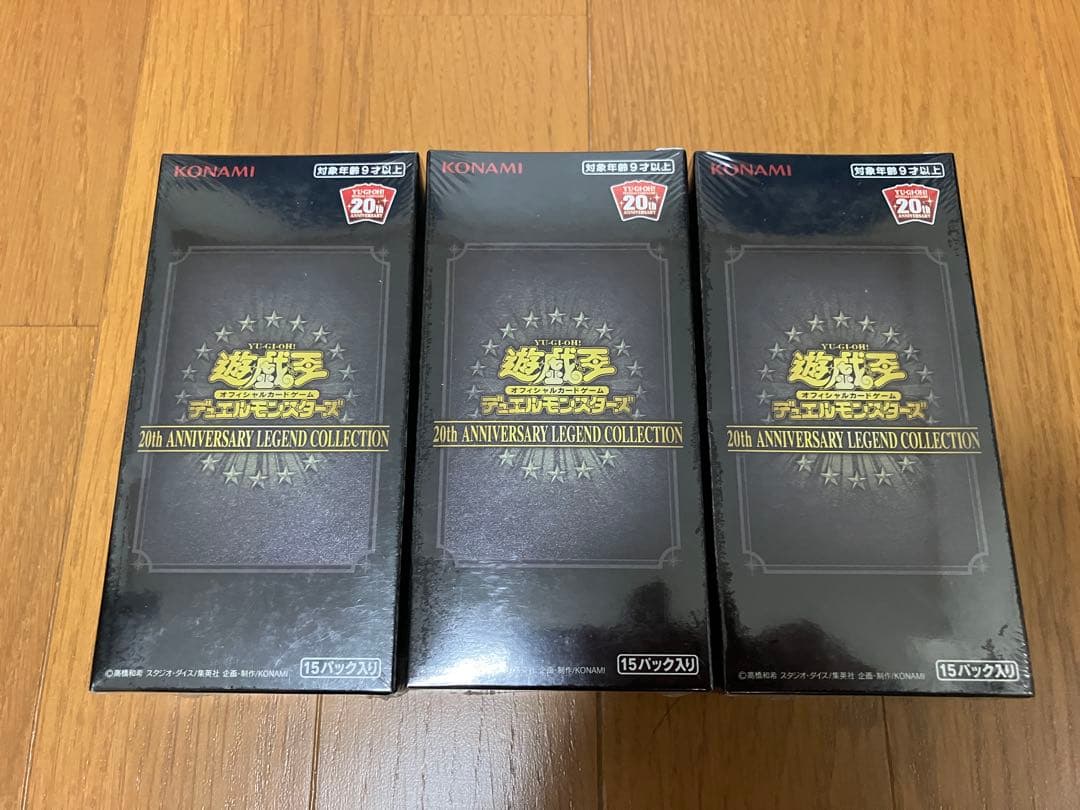 KONAMI
対象年齢9才以上
YU-GI-OH!
20th
ANNIVERSARY
YU-GI-OH!
遊戯王
オフィシャルカードゲーム
デュエルモンスターズ
20th ANNIVERSARY LEGEND COLLECTION
©高橋和希 スタジオ・ダイス/集英社 企画・制作/KONAMI
15パック入り
KONAMI
対象年齢9才以上
YU-GI-OH!
20th
ANNIVERSARY
YU-GI-OH!
遊戯王
オフィシャルカードゲーム
デュエルモンスターズ
20th ANNIVERSARY LEGEND COLLECTION
企画・制作/KONAMI
15パック入り
KONAMI
対象年齢9才以上
YU-GI-OH!
20th
ANNIVERSARY
YU-GI-OH!
遊戯王
オフィシャルカードゲーム
デュエルモンスターズ
20th ANNIVERSARY LEGEND COLLECTION
©高橋和希 スタジオ・ダイス/集英社 企画・制作/KONAMI
15パック入り